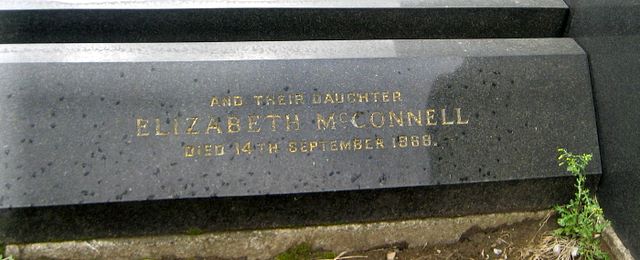 AND THEIR DAUGHTER
ELIZABETH McCONNELL
DIED 14TH SEPTEMBER 1868.